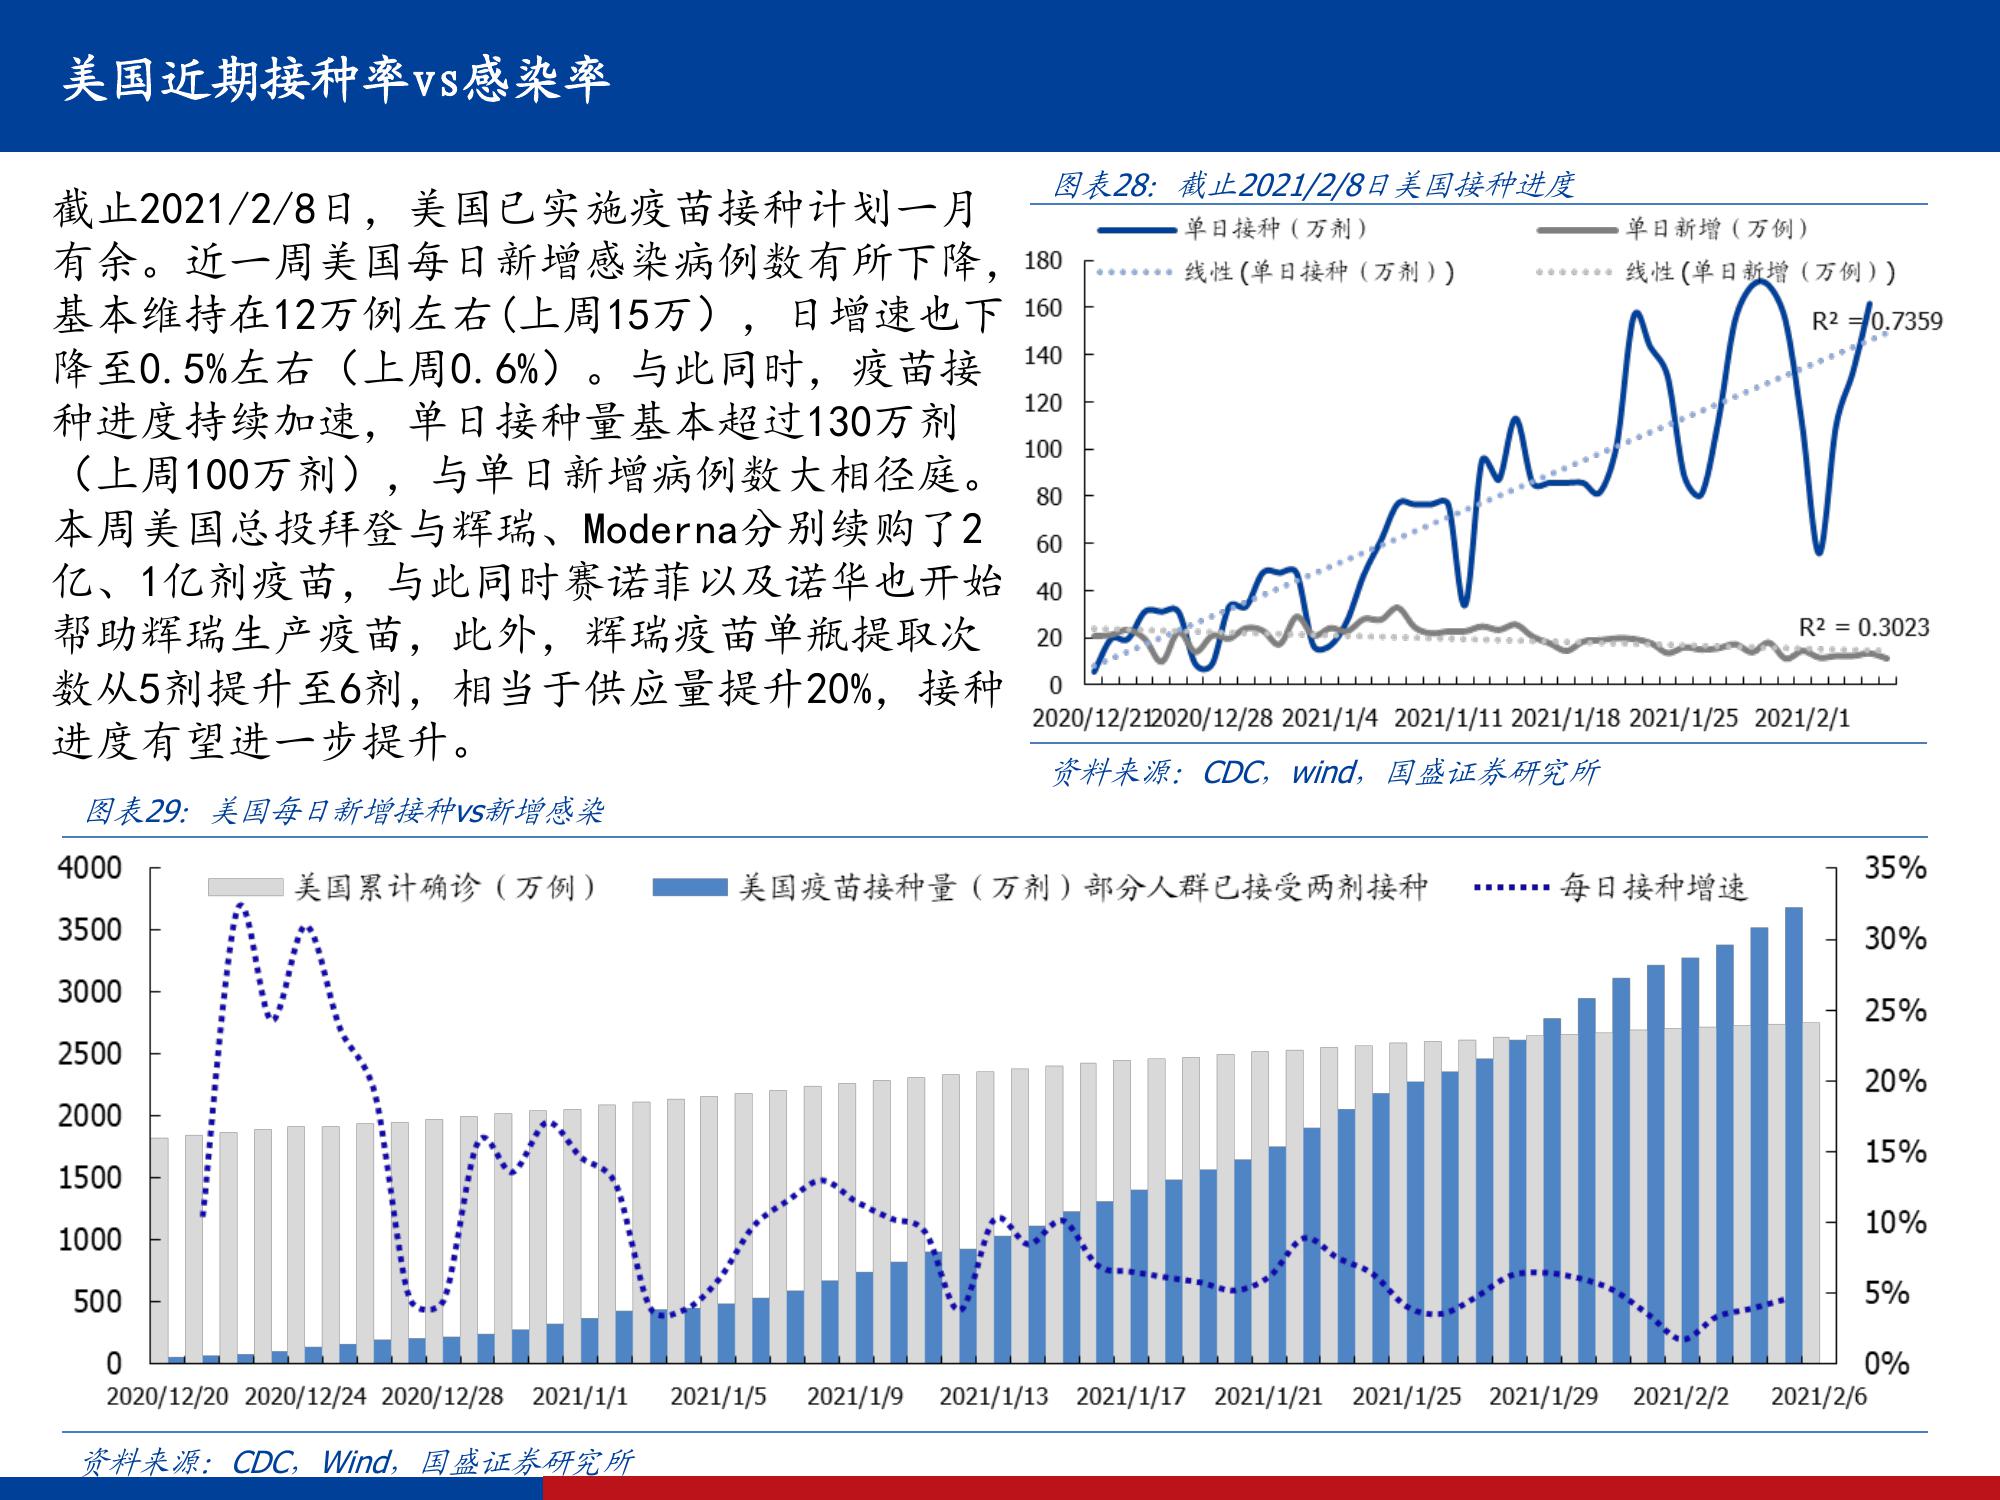 美国近期接种率vs感染率
截止2021/2/8日，美国已实施疫苗接种计划一月
有余。近一周美国每日新增感染病例数有所下降，
基本维持在12万例左右(上周15万），日增速也下
降至0.5%左右（上周0.6%）。与此同时，疫苗接
种进度持续加速，单日接种量基本超过130万剂
（上周100万剂），与单日新增病例数大相径庭。
本周美国总投拜登与辉瑞、Moderna分别续购了2
亿、1亿剂疫苗，与此同时赛诺菲以及诺华也开始
帮助辉瑞生产疫苗，此外，辉瑞疫苗单瓶提取次
数从5剂提升至6剂，相当于供应量提升20%，接种
进度有望进一步提升。
图表28：截止2021/2/8日美国接种进度
单日接种（万剂） 单日新增（万例）
线性(单日接种（万剂）) 线性(单日新增（万例）)
180
160
140
120
100
80
60
40
20
0
R² = 0.7359
R² = 0.3023
2020/12/21 2020/12/28 2021/1/4 2021/1/11 2021/1/18 2021/1/25 2021/2/1
资料来源：CDC，wind，国盛证券研究所
图表29：美国每日新增接种vs新增感染
美国累计确诊（万例） 美国疫苗接种量（万剂）部分人群已接受两剂接种 每日接种增速
4000
3500
3000
2500
2000
1500
1000
500
0
35%
30%
25%
20%
15%
10%
5%
0%
2020/12/20 2020/12/24 2020/12/28 2021/1/1 2021/1/5 2021/1/9 2021/1/13 2021/1/17 2021/1/21 2021/1/25 2021/1/29 2021/2/2 2021/2/6
资料来源：CDC，Wind，国盛证券研究所